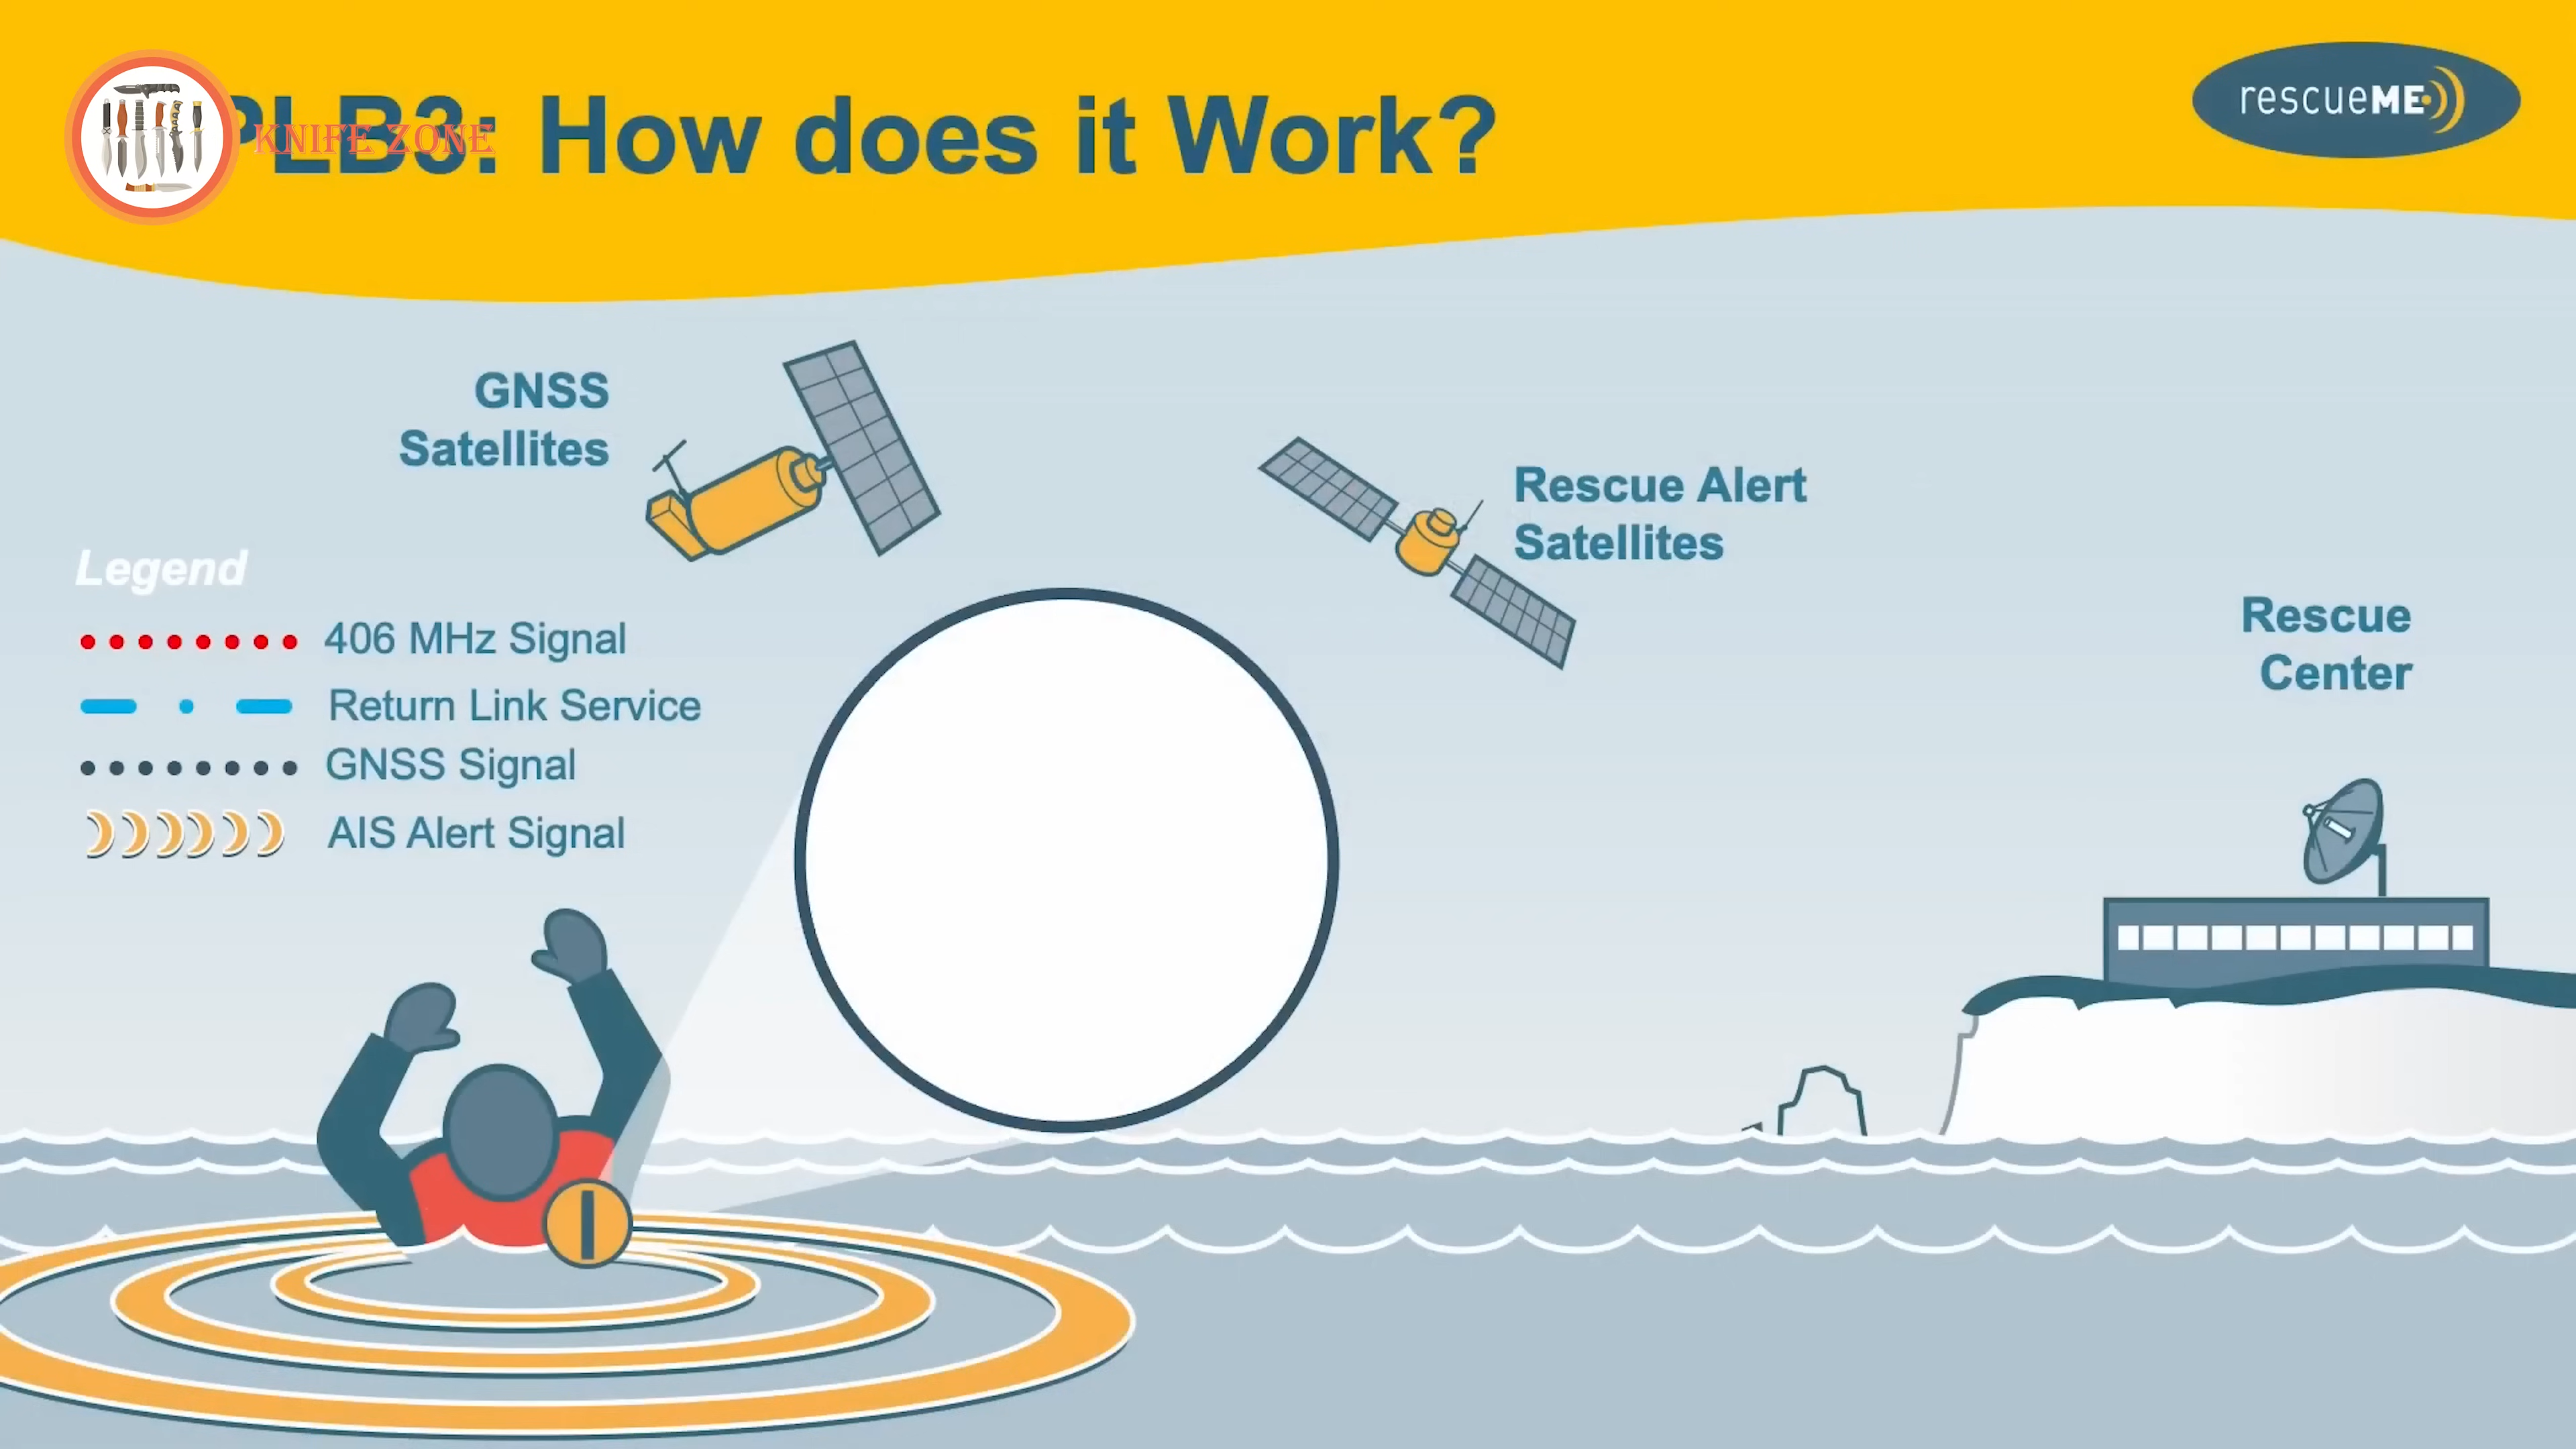 PLB3: How does it Work?
KNIFE ZONE
rescueME
GNSS
Satellites
Rescue Alert
Satellites
Legend
406 MHz Signal
Return Link Service
GNSS Signal
AIS Alert Signal
Rescue
Center